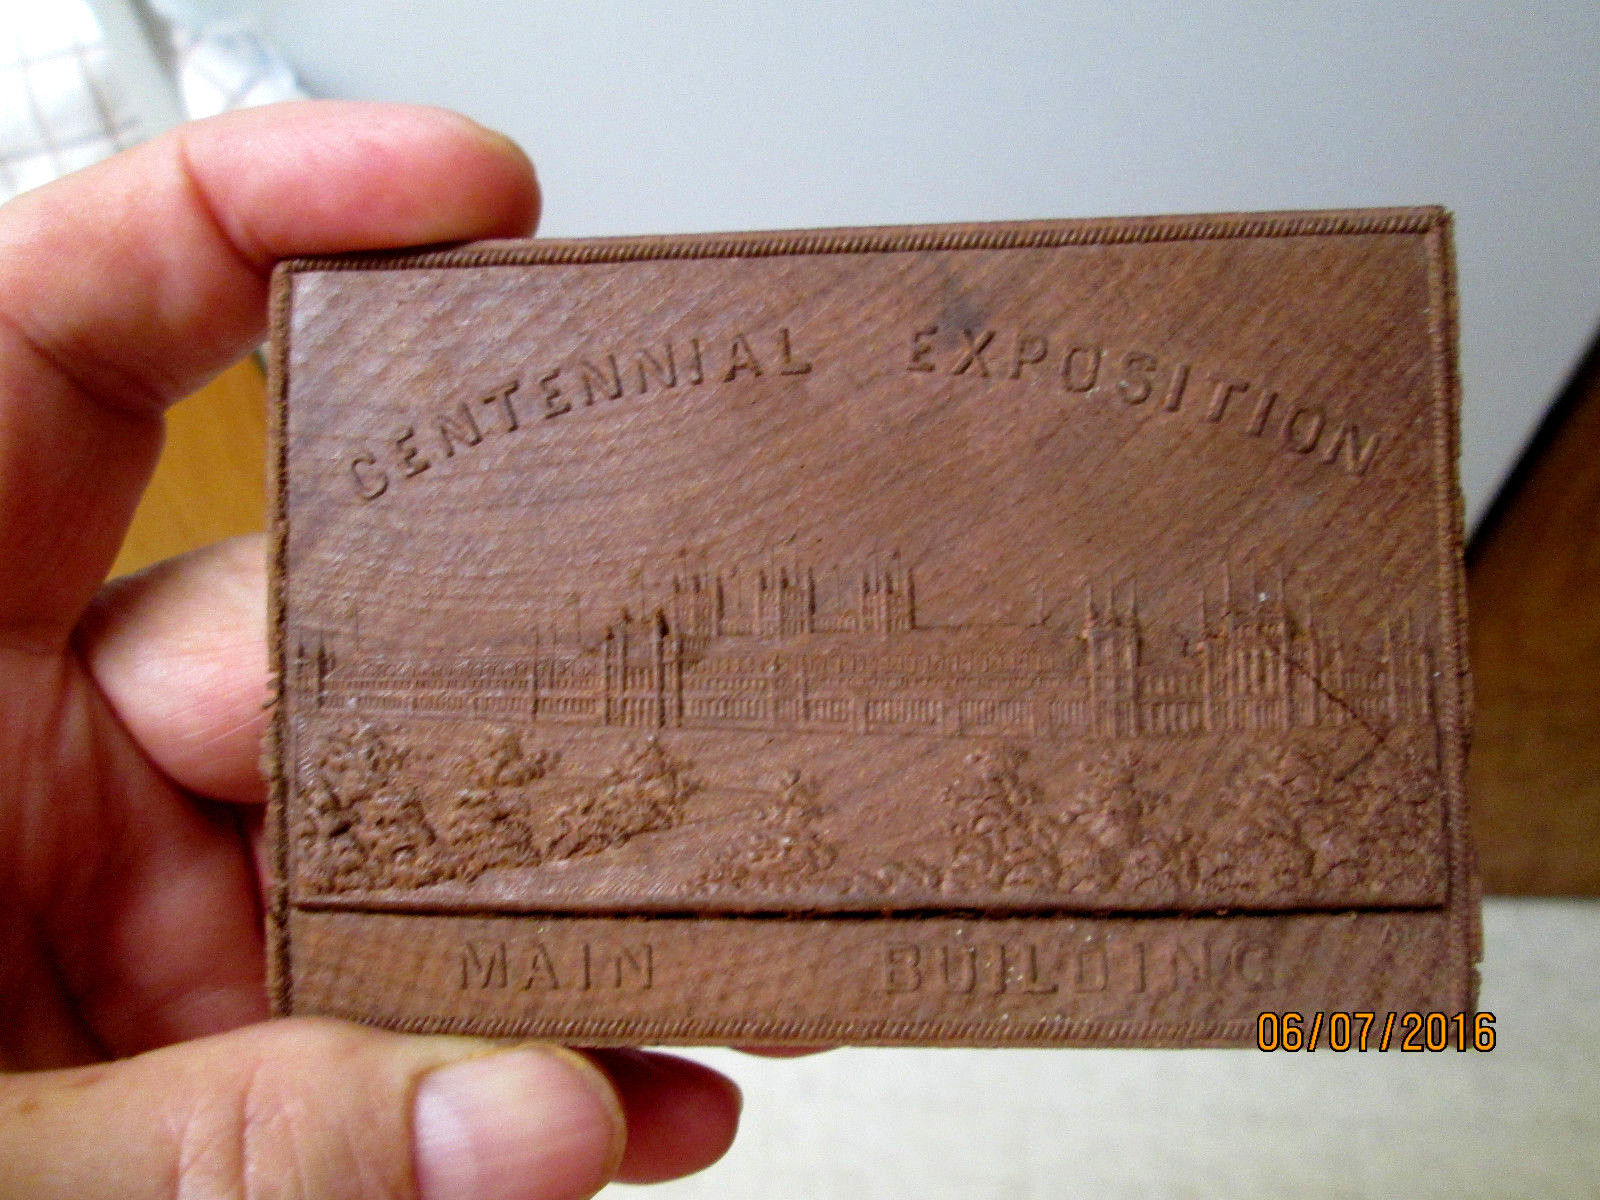 CENTENNIAL EXPOSITION
MAIN BUILDING
06/07/2016